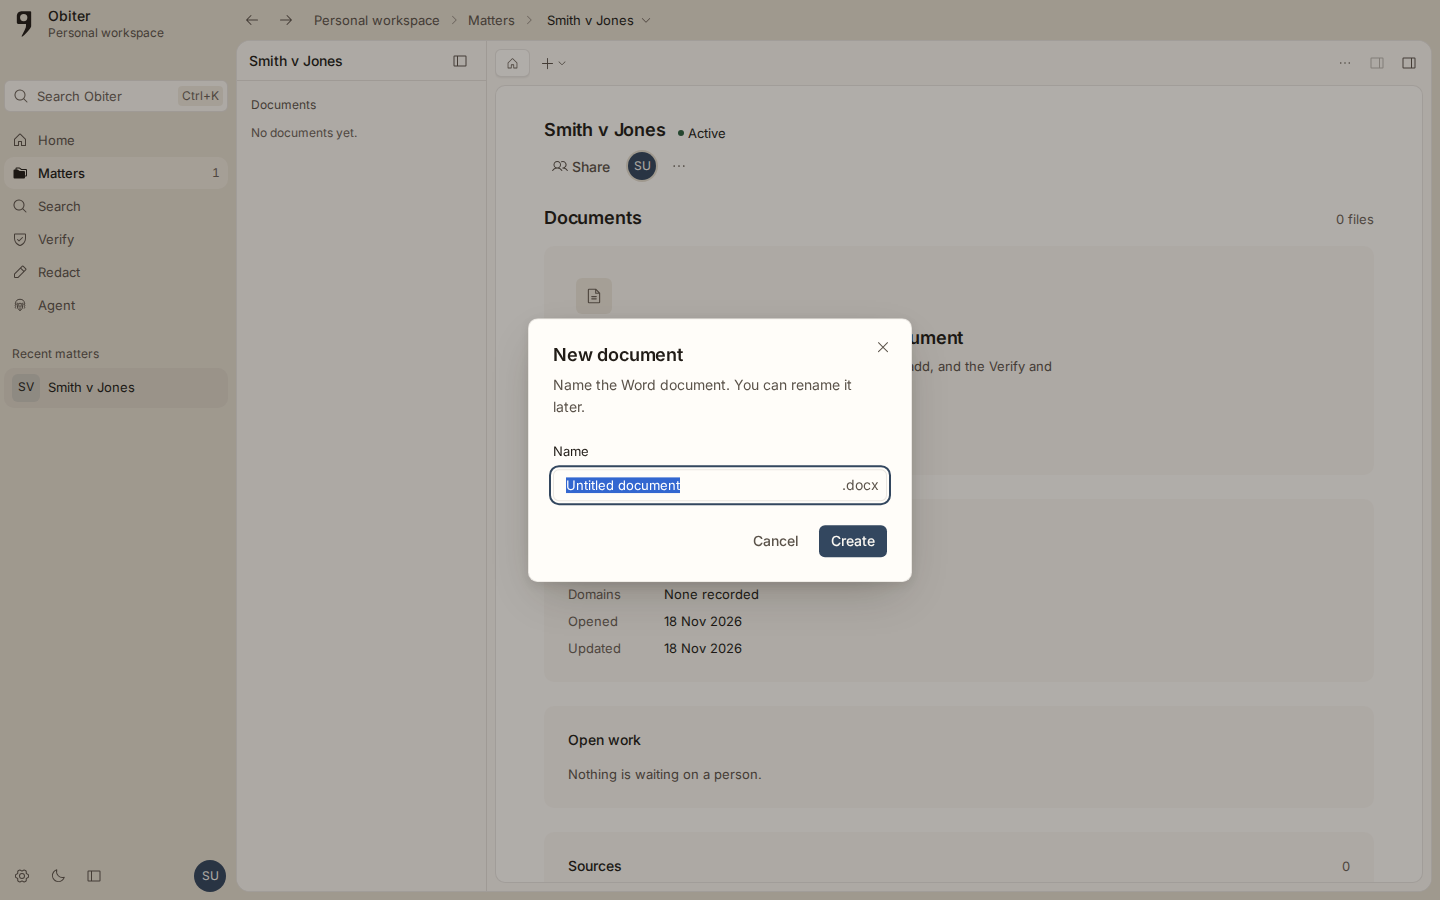 Obiter
Personal workspace
Personal workspace
Matters
Smith v Jones
Search Obiter
Ctrl+K
Home
Matters
1
Search
Verify
Redact
Agent
Recent matters
SV
Smith v Jones
SU
Smith v Jones
Documents
No documents yet.
Smith v Jones
Active
Share
SU
Documents
0 files
New document
Name the Word document. You can rename it
later.
Name
Untitled document
.docx
Cancel
Create
and the Verify and
Domains
None recorded
Opened
18 Nov 2026
Updated
18 Nov 2026
Open work
Nothing is waiting on a person.
Sources
0